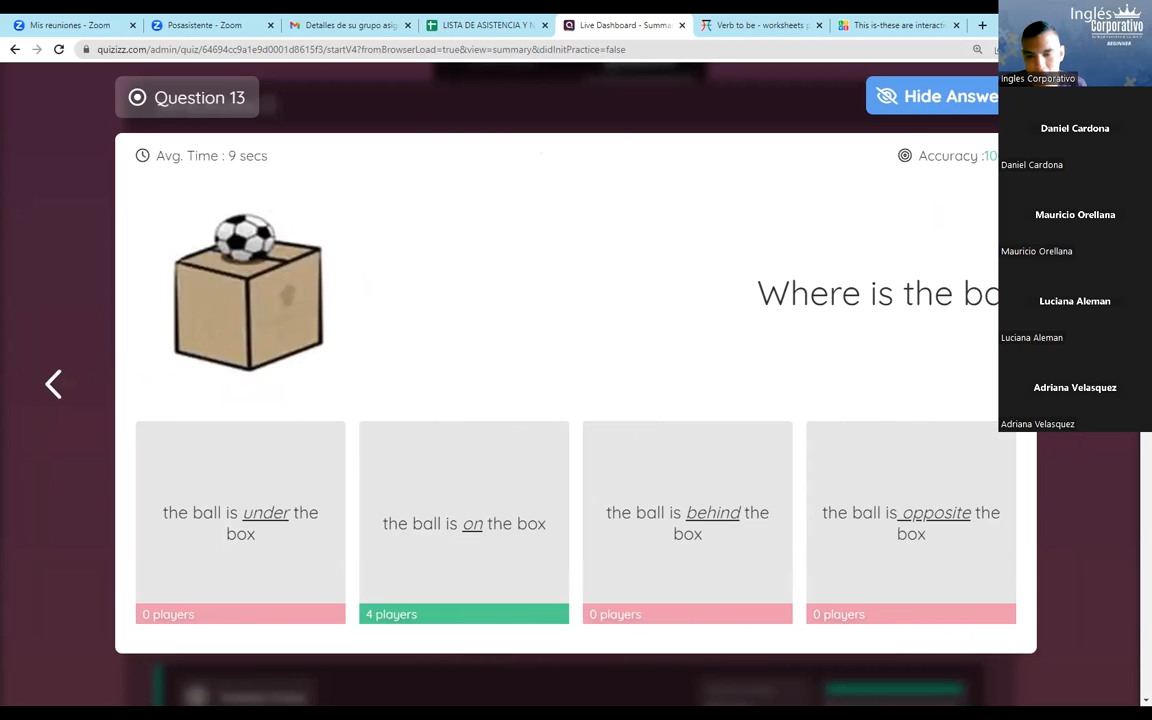 Mis reuniones - Zoom
Posasistente - Zoom
Detalles de su grupo asig
LISTA DE ASISTENCIA Y N
Live Dashboard - Summa
Verb to be - worksheets p
This is-these are interacti
quizizz.com/admin/quiz/64694cc9a1e9d0001d8615f3/startV4?fromBrowserLoad=true&view=summary&didInitPractice=false
Inglés
Corporativo
BEGINNER
Ingles Corporativo
Question 13
Hide Answe
Avg. Time : 9 secs
Accuracy :10
Where is the ba
the ball is under the
box
the ball is on the box
the ball is behind the
box
the ball is opposite the
box
0 players
4 players
0 players
0 players
Daniel Cardona
Daniel Cardona
Mauricio Orellana
Mauricio Orellana
Luciana Aleman
Luciana Aleman
Adriana Velasquez
Adriana Velasquez